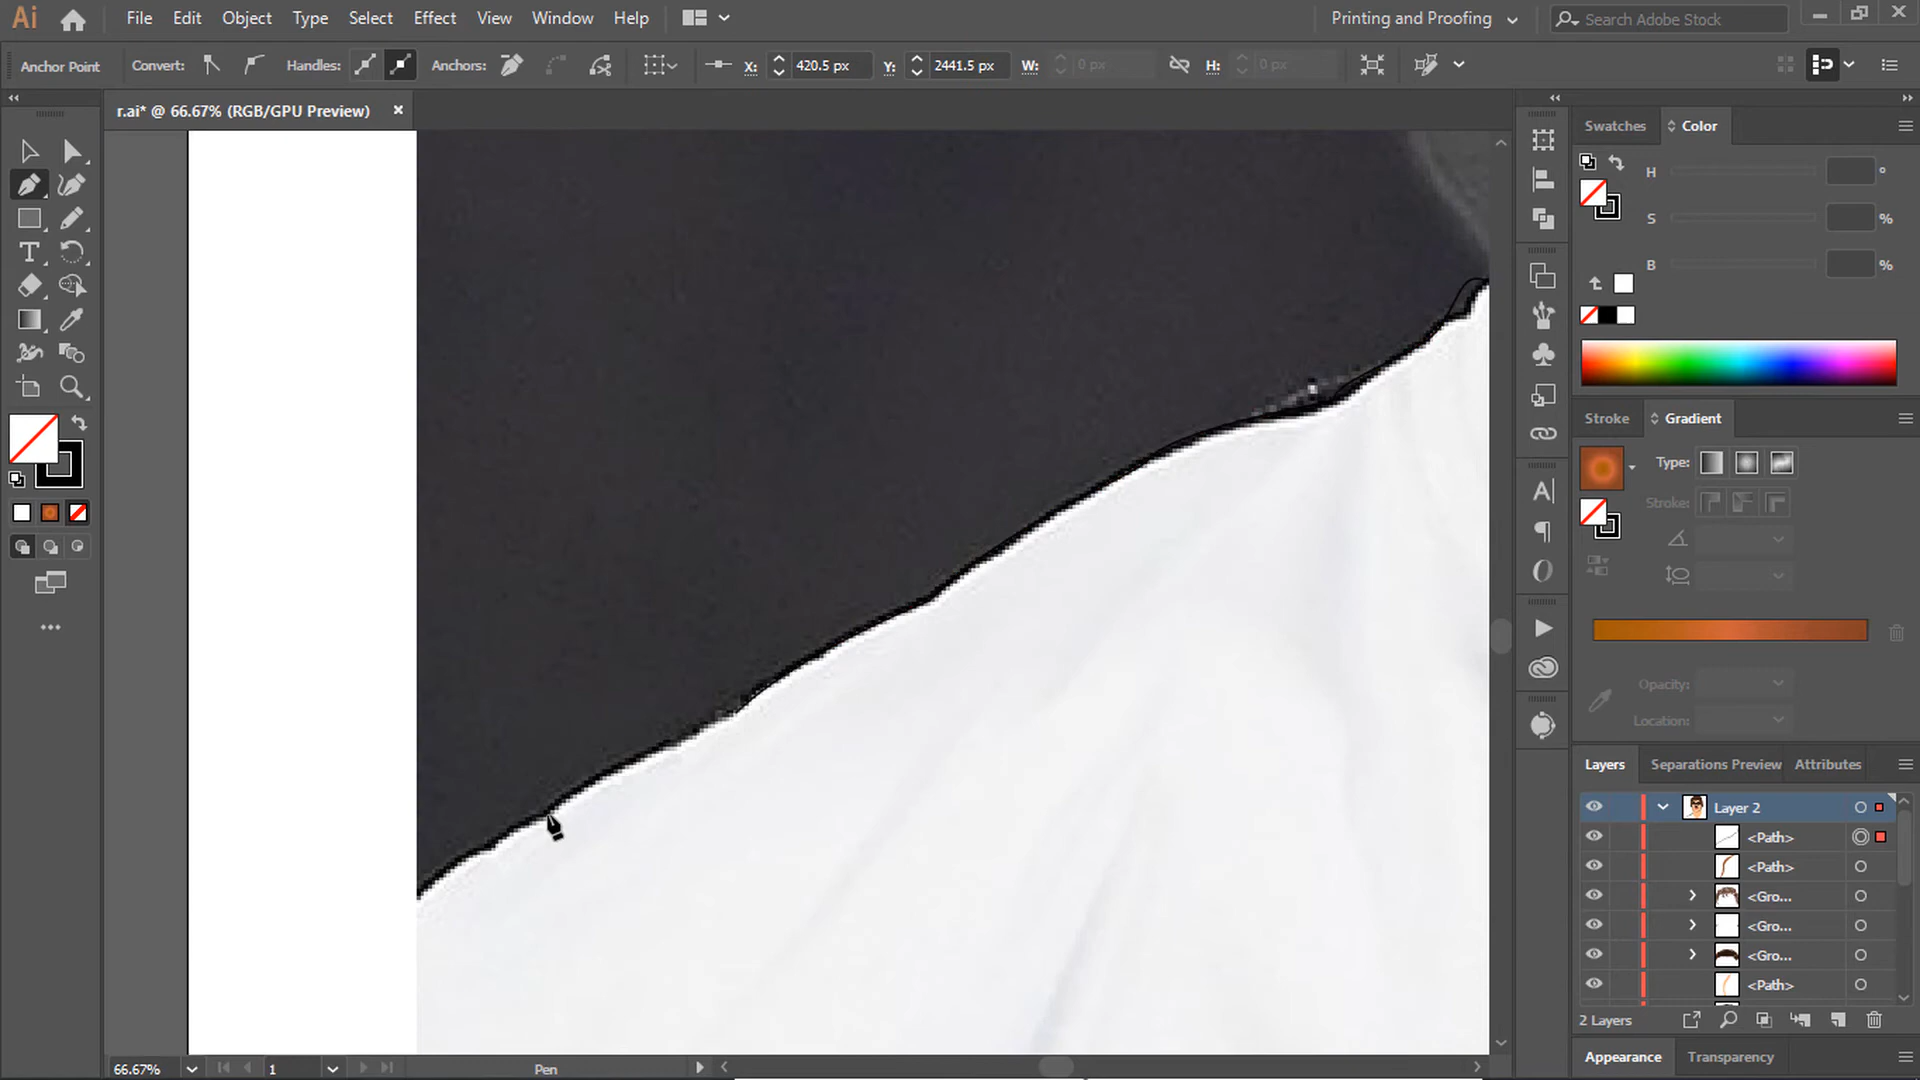 Ai File Edit Object Type Select Effect View Window Help Printing and Proofing Search Adobe Stock
Anchor Point Convert: Handles: Anchors: X: 420.5 px Y: 2441.5 px W: 0 px H: 0 px
r.ai* @ 66.67% (RGB/GPU Preview)
Swatches Color
H °
S %
B %
Stroke Gradient
Type:
Stroke:
Opacity:
Location:
Layers Separations Preview Attributes
Layer 2
<Path>
<Path>
<Gro...
<Gro...
<Gro...
<Path>
2 Layers
Appearance Transparency
66.67% 1 Pen